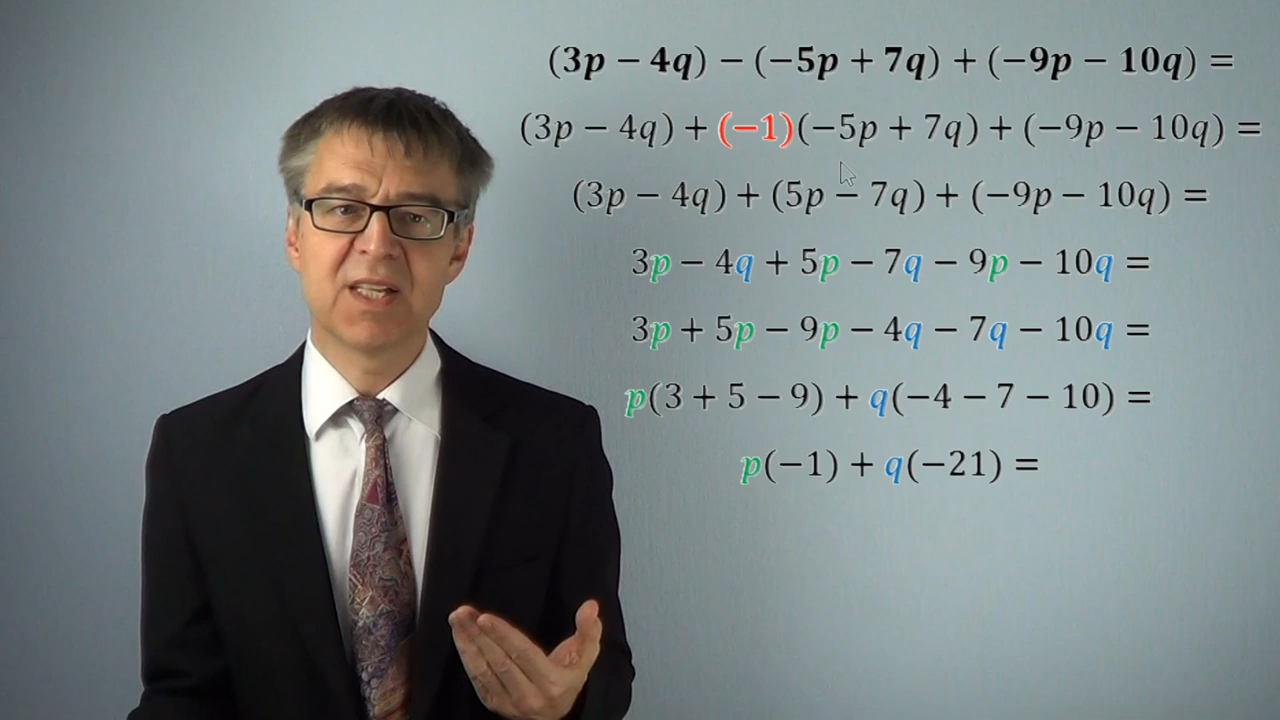 (3p − 4q) − (−5p + 7q) + (−9p − 10q) =
(3p − 4q) + (−1)(−5p + 7q) + (−9p − 10q) =
(3p − 4q) + (5p − 7q) + (−9p − 10q) =
3p − 4q + 5p − 7q − 9p − 10q =
3p + 5p − 9p − 4q − 7q − 10q =
p(3 + 5 − 9) + q(−4 − 7 − 10) =
p(−1) + q(−21) =